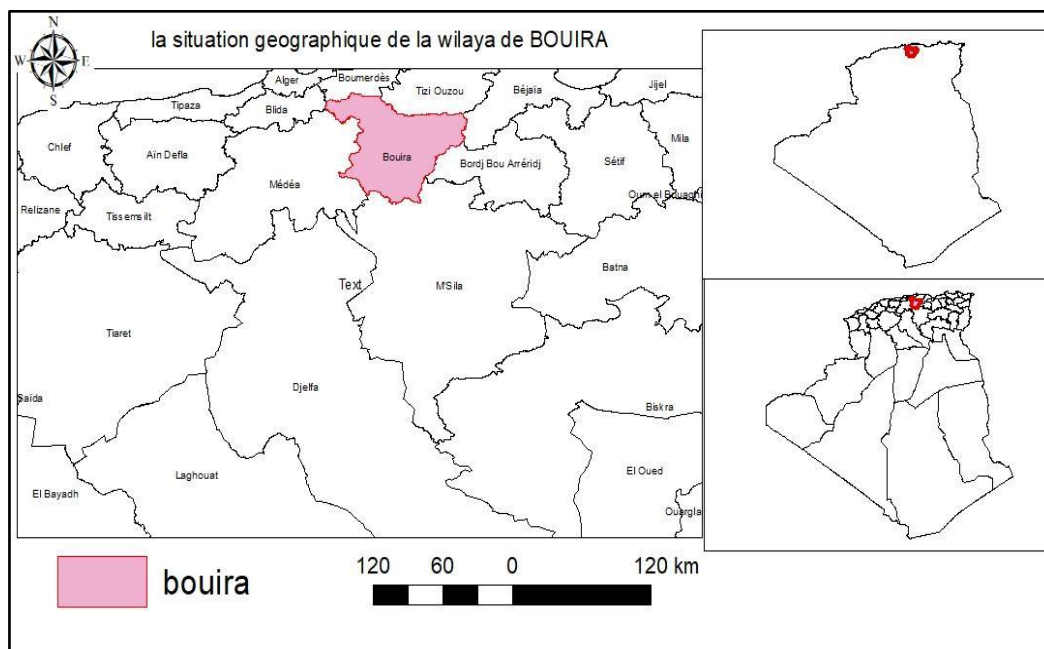 N
W E
S
la situation geographique de la wilaya de BOUIRA
Alger
Boumerdès
Tizi Ouzou
Béjaïa
Jijel
Tipaza
Blida
Chlef
Aïn Defla
Médéa
Bouira
Bordj Bou Arréridj
Sétif
Mila
Oum el Bouaghi
Relizane
Tissemsilt
Text
M'Sila
Batna
Tiaret
Djelfa
Saïda
Biskra
Laghouat
El Oued
El Bayadh
Ouargla
bouira
120 60 0 120 km